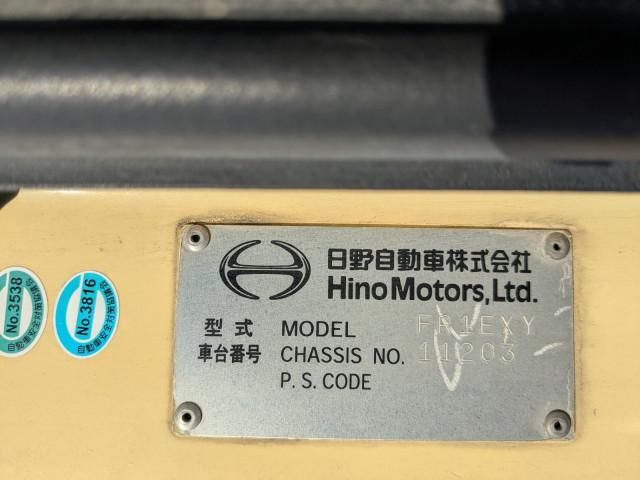 日野自動車株式会社
Hino Motors, Ltd.
型式 MODEL FR1EXY
車台番号 CHASSIS NO. 11203
P. S. CODE
No.3538
No.3816